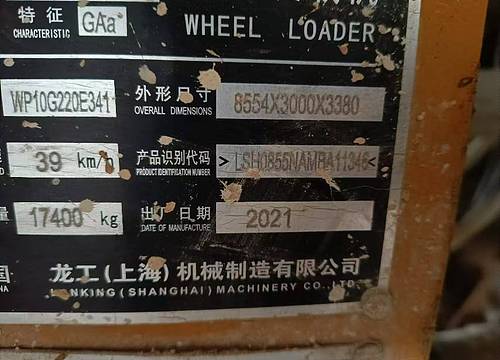 特征 GAa
CHARACTERISTIC
WHEEL LOADER
WP10G220E341 外形尺寸 8554X3000X3380
OVERALL DIMENSIONS
39 km/h 产品识别代码
PRODUCT IDENTIFICATION NUMBER
量 17400 kg 出厂日期 2021
DATE OF MANUFACTURE
国 龙工(上海)机械制造有限公司
LONKING (SHANGHAI) MACHINERY CO.,LTD.